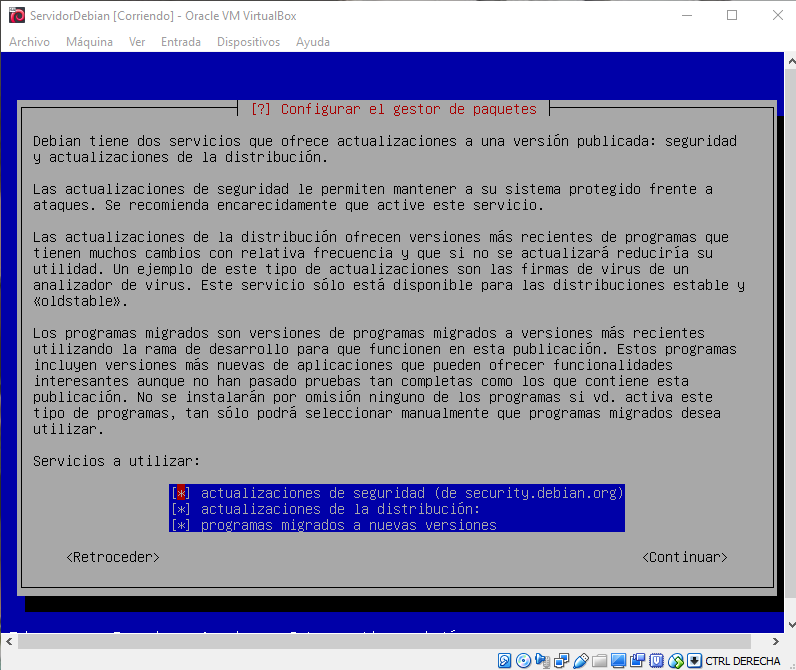 ServidorDebian [Corriendo] - Oracle VM VirtualBox
Archivo Máquina Ver Entrada Dispositivos Ayuda
[?] Configurar el gestor de paquetes
Debian tiene dos servicios que ofrece actualizaciones a una versión publicada: seguridad
y actualizaciones de la distribución.
Las actualizaciones de seguridad le permiten mantener a su sistema protegido frente a
ataques. Se recomienda encarecidamente que active este servicio.
Las actualizaciones de la distribución ofrecen versiones más recientes de programas que
tienen muchos cambios con relativa frecuencia y que si no se actualizará reduciría su
utilidad. Un ejemplo de este tipo de actualizaciones son las firmas de virus de un
analizador de virus. Este servicio sólo está disponible para las distribuciones estable y
«oldstable».
Los programas migrados son versiones de programas migrados a versiones más recientes
utilizando la rama de desarrollo para que funcionen en esta publicación. Estos programas
incluyen versiones más nuevas de aplicaciones que pueden ofrecer funcionalidades
interesantes aunque no han pasado pruebas tan completas como los que contiene esta
publicación. No se instalarán por omisión ninguno de los programas si vd. activa este
tipo de programas, tan sólo podrá seleccionar manualmente que programas migrados desea
utilizar.
Servicios a utilizar:
[*] actualizaciones de seguridad (de security.debian.org)
[*] actualizaciones de la distribución:
[*] programas migrados a nuevas versiones
<Retroceder> <Continuar>
CTRL DERECHA